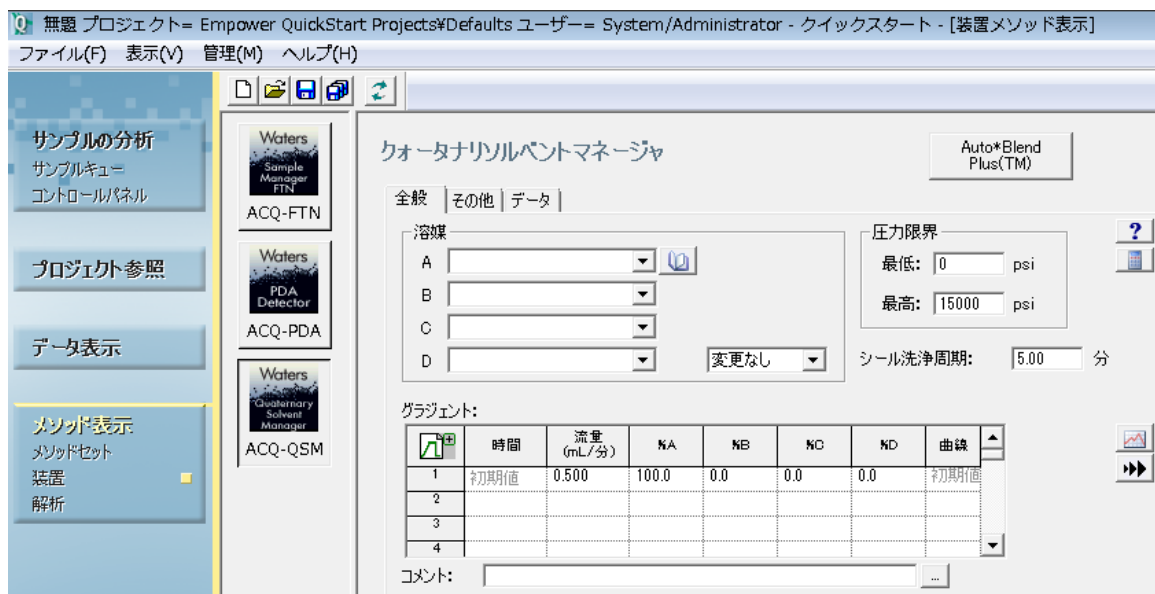 無題 プロジェクト= Empower QuickStart Projects¥Defaults ユーザー= System/Administrator - クイックスタート - [装置メソッド表示]
ファイル(F) 表示(V) 管理(M) ヘルプ(H)
サンプルの分析
サンプルキュー
コントロールパネル
プロジェクト参照
データ表示
メソッド表示
メソッドセット
装置
解析
Waters
Sample
Manager
FTN
ACQ-FTN
Waters
PDA
Detector
ACQ-PDA
Waters
Quaternary
Solvent
Manager
ACQ-QSM
クォータナリソルベントマネージャ
Auto*Blend
Plus(TM)
全般 その他 データ
溶媒
A
B
C
D 変更なし
圧力限界
最低: 0 psi
最高: 15000 psi
シール洗浄周期: 5.00 分
グラジェント:
時間 流量(mL/分) %A %B %C %D 曲線
1 初期値 0.500 100.0 0.0 0.0 0.0 初期値
2
3
4
コメント: ...
?